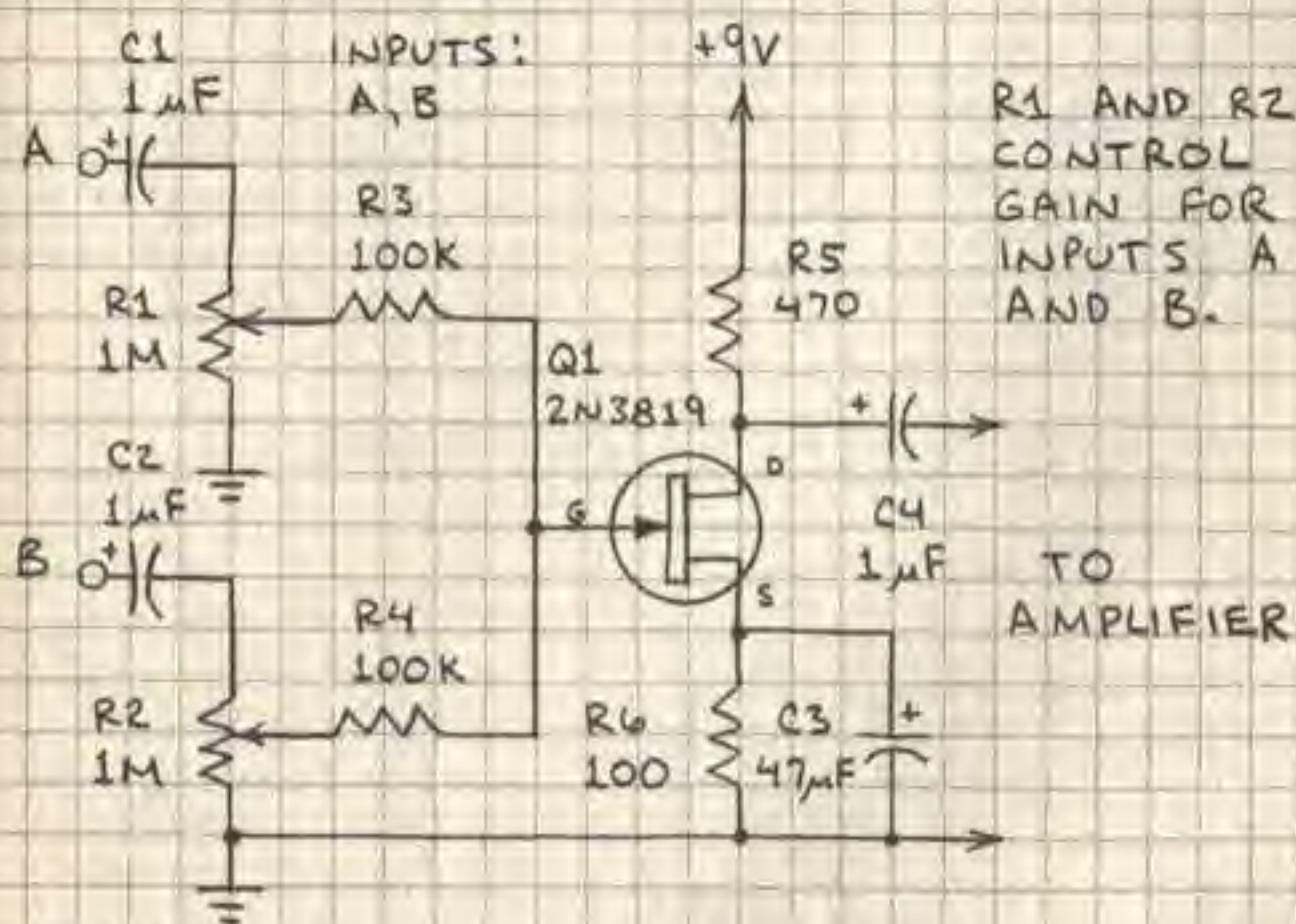 C1
1µF
INPUTS:
A, B
+9V
R1 AND R2
CONTROL
GAIN FOR
INPUTS A
AND B.
A
+
R3
100K
R1
1M
R5
470
Q1
2N3819
+
D
G
S
C4
1µF
C2
1µF
B
+
TO
AMPLIFIER
R4
100K
R2
1M
R6
100
C3
47µF
+